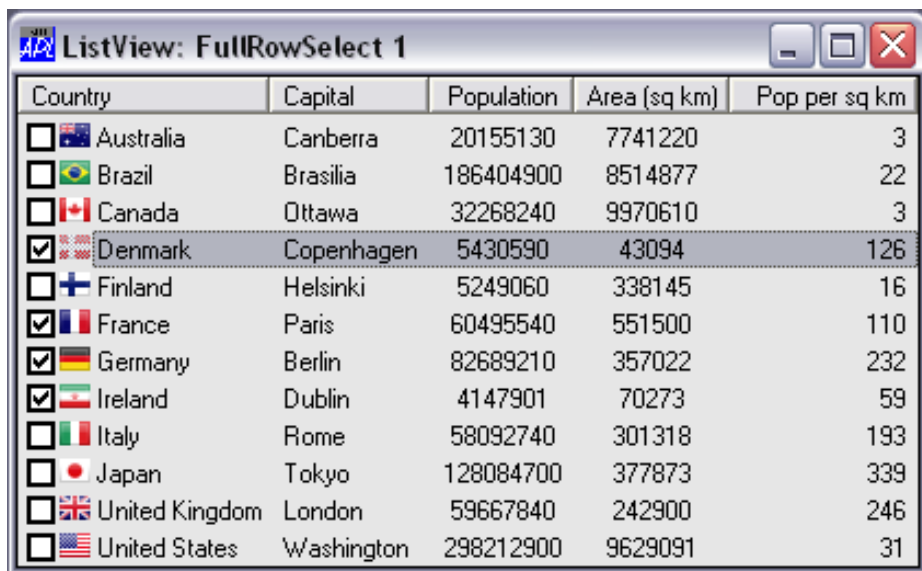 ListView: FullRowSelect 1
Country Capital Population Area (sq km) Pop per sq km
Australia Canberra 20155130 7741220 3
Brazil Brasilia 186404900 8514877 22
Canada Ottawa 32268240 9970610 3
Denmark Copenhagen 5430590 43094 126
Finland Helsinki 5249060 338145 16
France Paris 60495540 551500 110
Germany Berlin 82689210 357022 232
Ireland Dublin 4147901 70273 59
Italy Rome 58092740 301318 193
Japan Tokyo 128084700 377873 339
United Kingdom London 59667840 242900 246
United States Washington 298212900 9629091 31